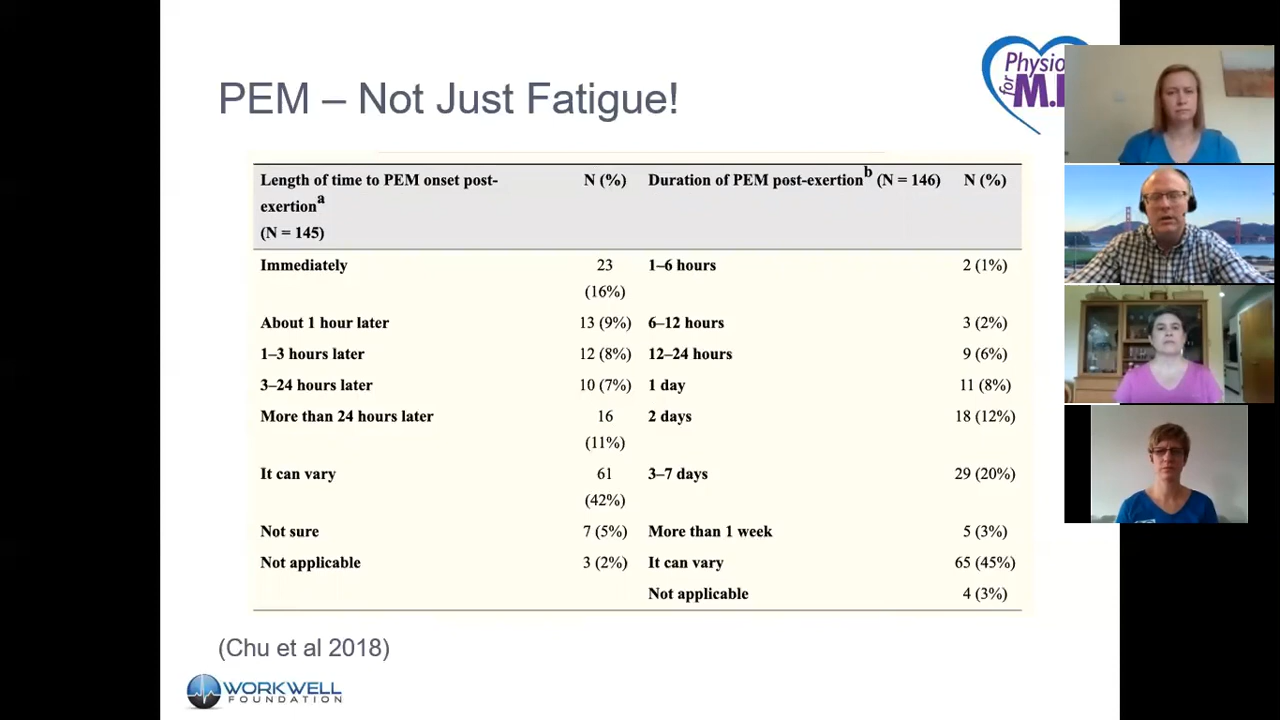 PEM – Not Just Fatigue!
Physio
for
M.
Length of time to PEM onset post- N (%) Duration of PEM post-exertionb (N = 146) N (%)
exertiona
(N = 145)
Immediately 23 1–6 hours 2 (1%)
(16%)
About 1 hour later 13 (9%) 6–12 hours 3 (2%)
1–3 hours later 12 (8%) 12–24 hours 9 (6%)
3–24 hours later 10 (7%) 1 day 11 (8%)
More than 24 hours later 16 2 days 18 (12%)
(11%)
It can vary 61 3–7 days 29 (20%)
(42%)
Not sure 7 (5%) More than 1 week 5 (3%)
Not applicable 3 (2%) It can vary 65 (45%)
Not applicable 4 (3%)
(Chu et al 2018)
WORKWELL
FOUNDATION